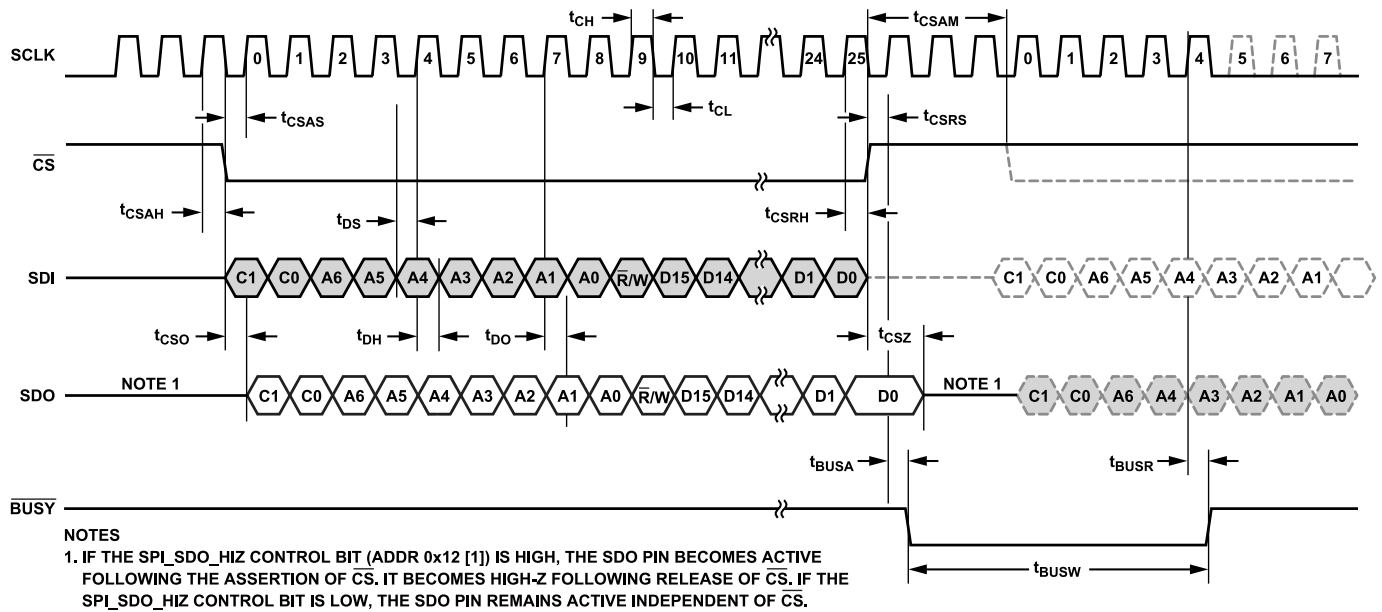 tCH
tCSAM
SCLK
0 1 2 3 4 5 6 7 8 9 10 11 24 25 0 1 2 3 4 5 6 7
tCSAS
tCL
tCSRS
CS
tCSAH
tDS
tCSRH
SDI
C1 C0 A6 A5 A4 A3 A2 A1 A0 R/W D15 D14 D1 D0 C1 C0 A6 A5 A4 A3 A2 A1
tCSO
tDH
tDO
tCSZ
SDO
NOTE 1
C1 C0 A6 A5 A4 A3 A2 A1 A0 R/W D15 D14 D1 D0
NOTE 1
C1 C0 A6 A4 A3 A2 A1 A0
tBUSA
tBUSR
BUSY
tBUSW
NOTES
1. IF THE SPI_SDO_HIZ CONTROL BIT (ADDR 0x12 [1]) IS HIGH, THE SDO PIN BECOMES ACTIVE
FOLLOWING THE ASSERTION OF CS. IT BECOMES HIGH-Z FOLLOWING RELEASE OF CS. IF THE
SPI_SDO_HIZ CONTROL BIT IS LOW, THE SDO PIN REMAINS ACTIVE INDEPENDENT OF CS.